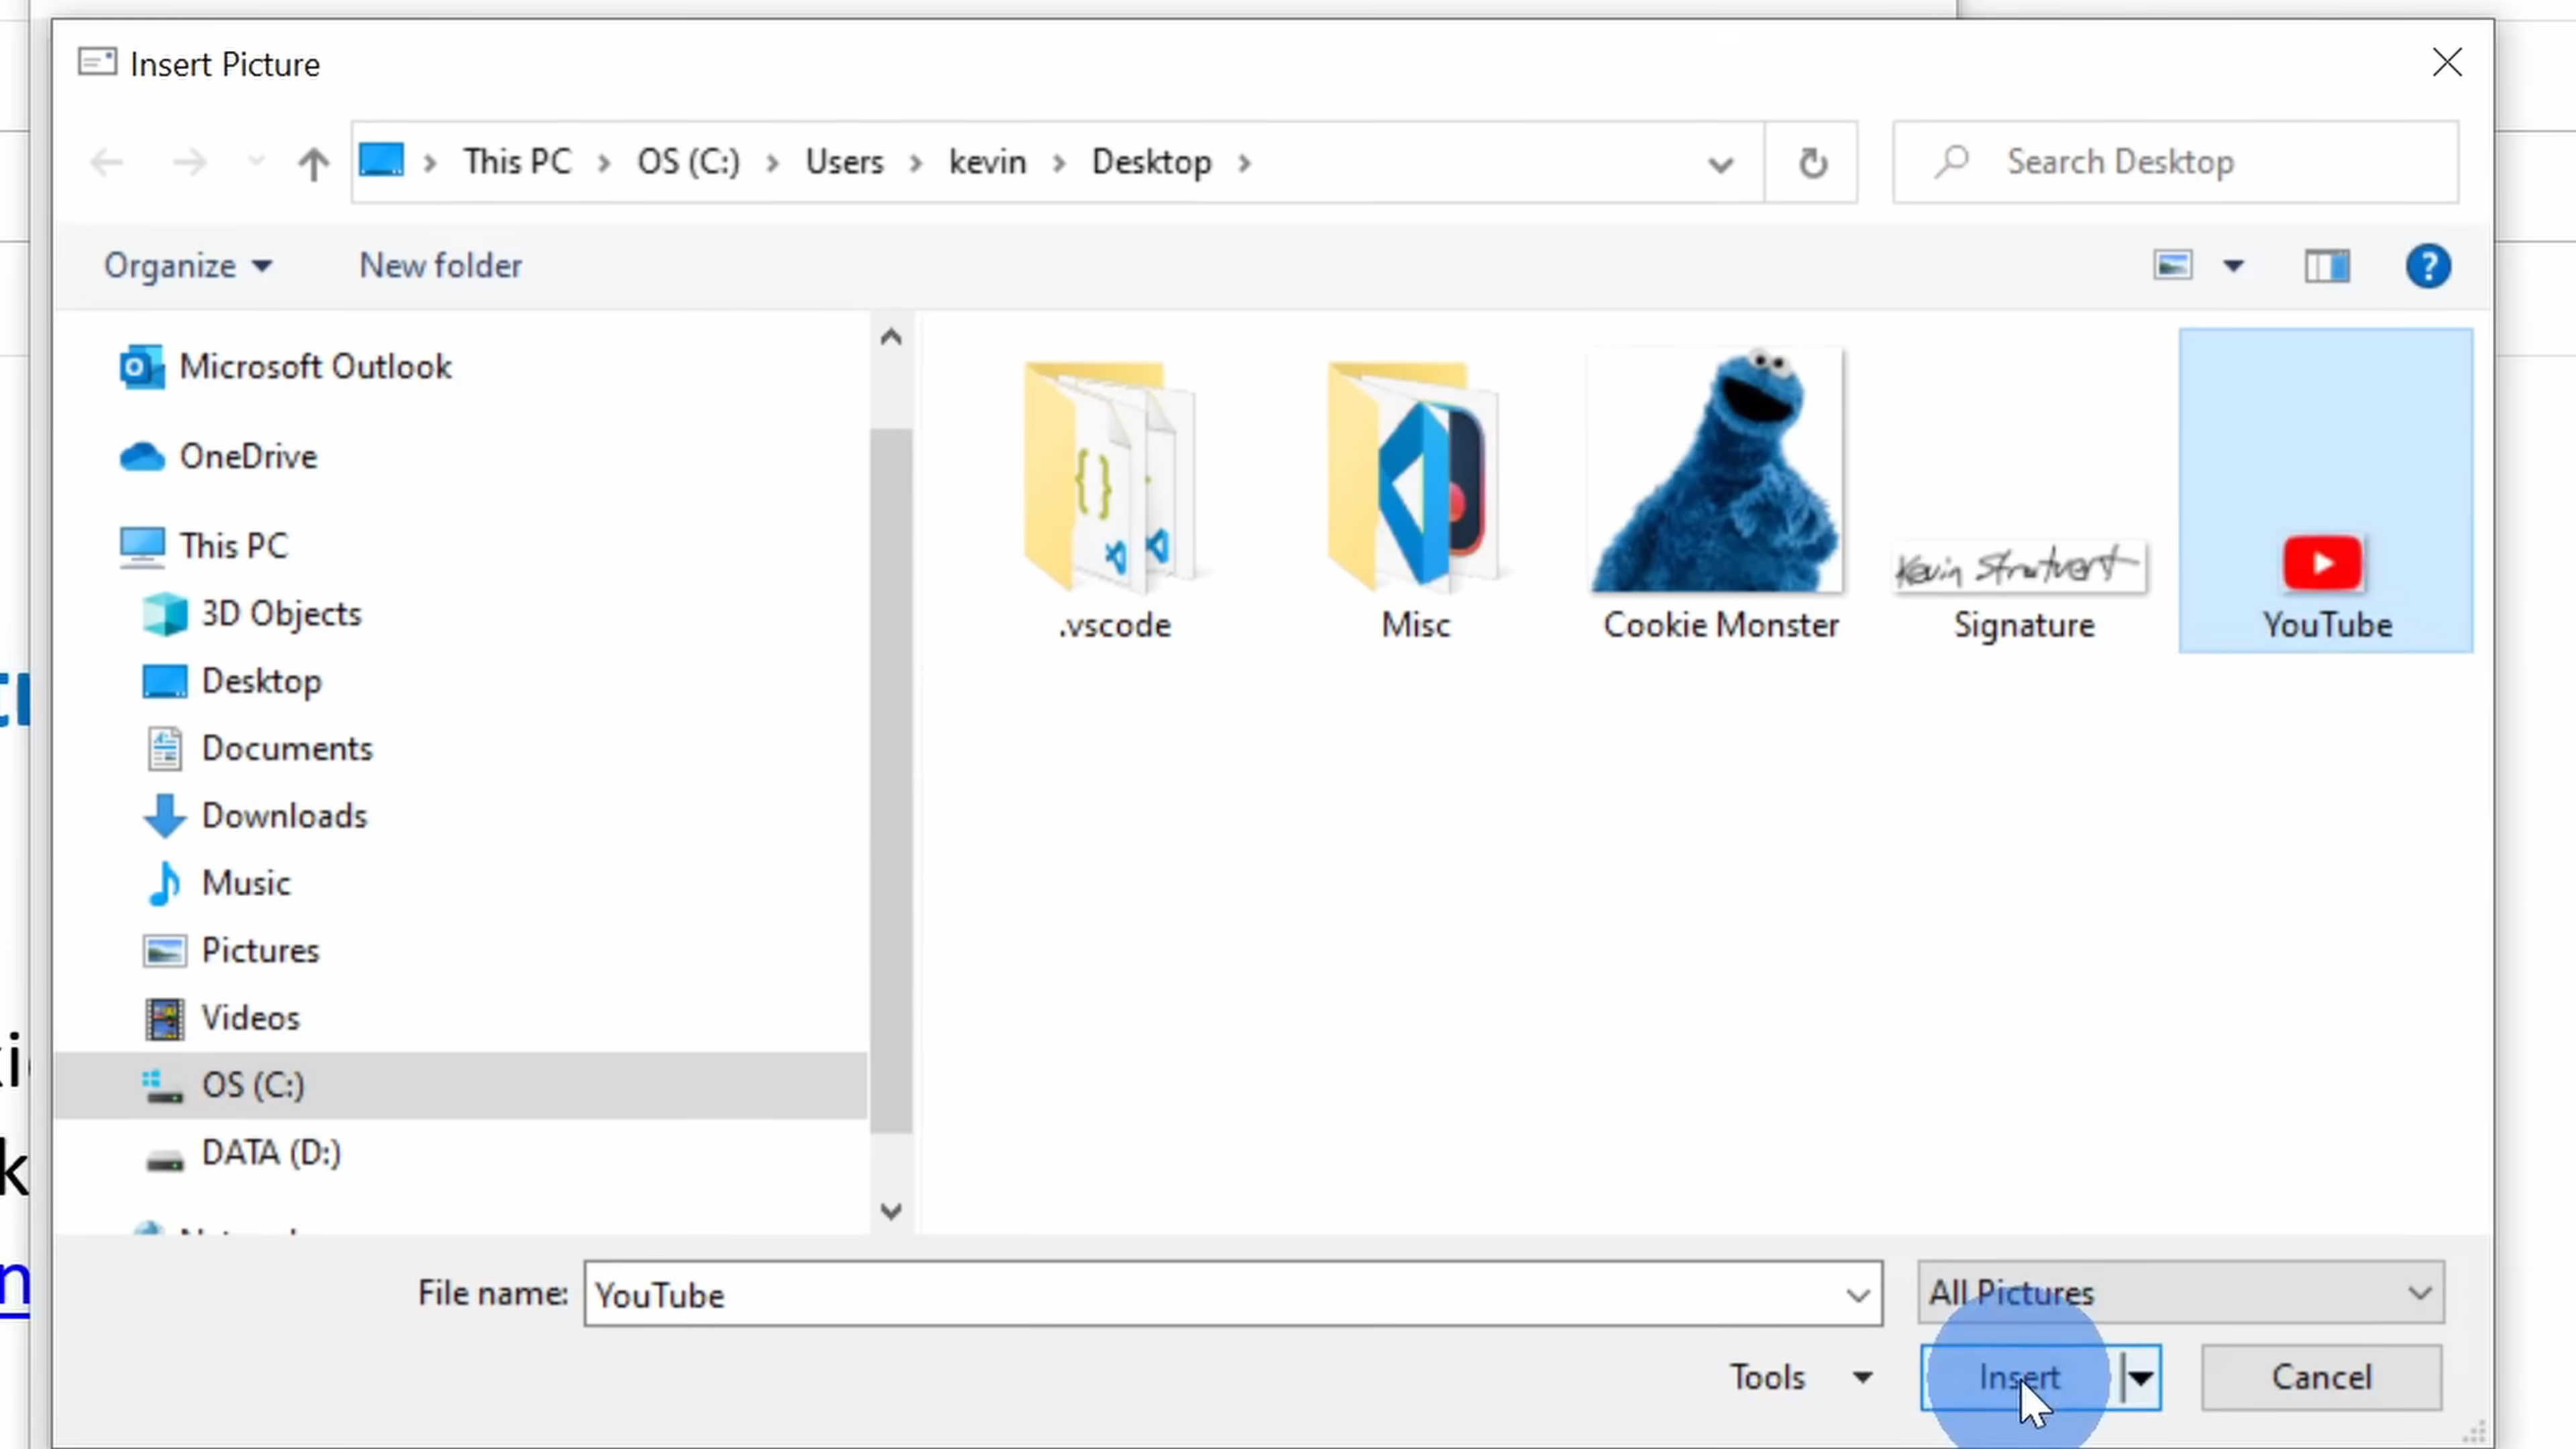 Insert Picture
This PC OS (C:) Users kevin Desktop
Search Desktop
Organize New folder
Microsoft Outlook
OneDrive
This PC
3D Objects
Desktop
Documents
Downloads
Music
Pictures
Videos
OS (C:)
DATA (D:)
.vscode Misc Cookie Monster Signature YouTube
Kevin Stratvert
File name: YouTube All Pictures
Tools Insert Cancel